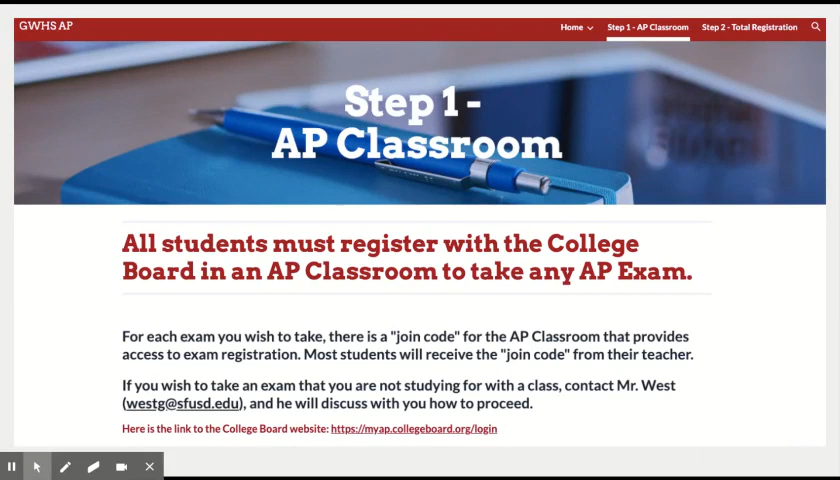 GWHS AP
Home
Step 1 - AP Classroom
Step 2 - Total Registration
Step 1 -
AP Classroom
All students must register with the College
Board in an AP Classroom to take any AP Exam.
For each exam you wish to take, there is a "join code" for the AP Classroom that provides
access to exam registration. Most students will receive the "join code" from their teacher.
If you wish to take an exam that you are not studying for with a class, contact Mr. West
(westg@sfusd.edu), and he will discuss with you how to proceed.
Here is the link to the College Board website: https://myap.collegeboard.org/login